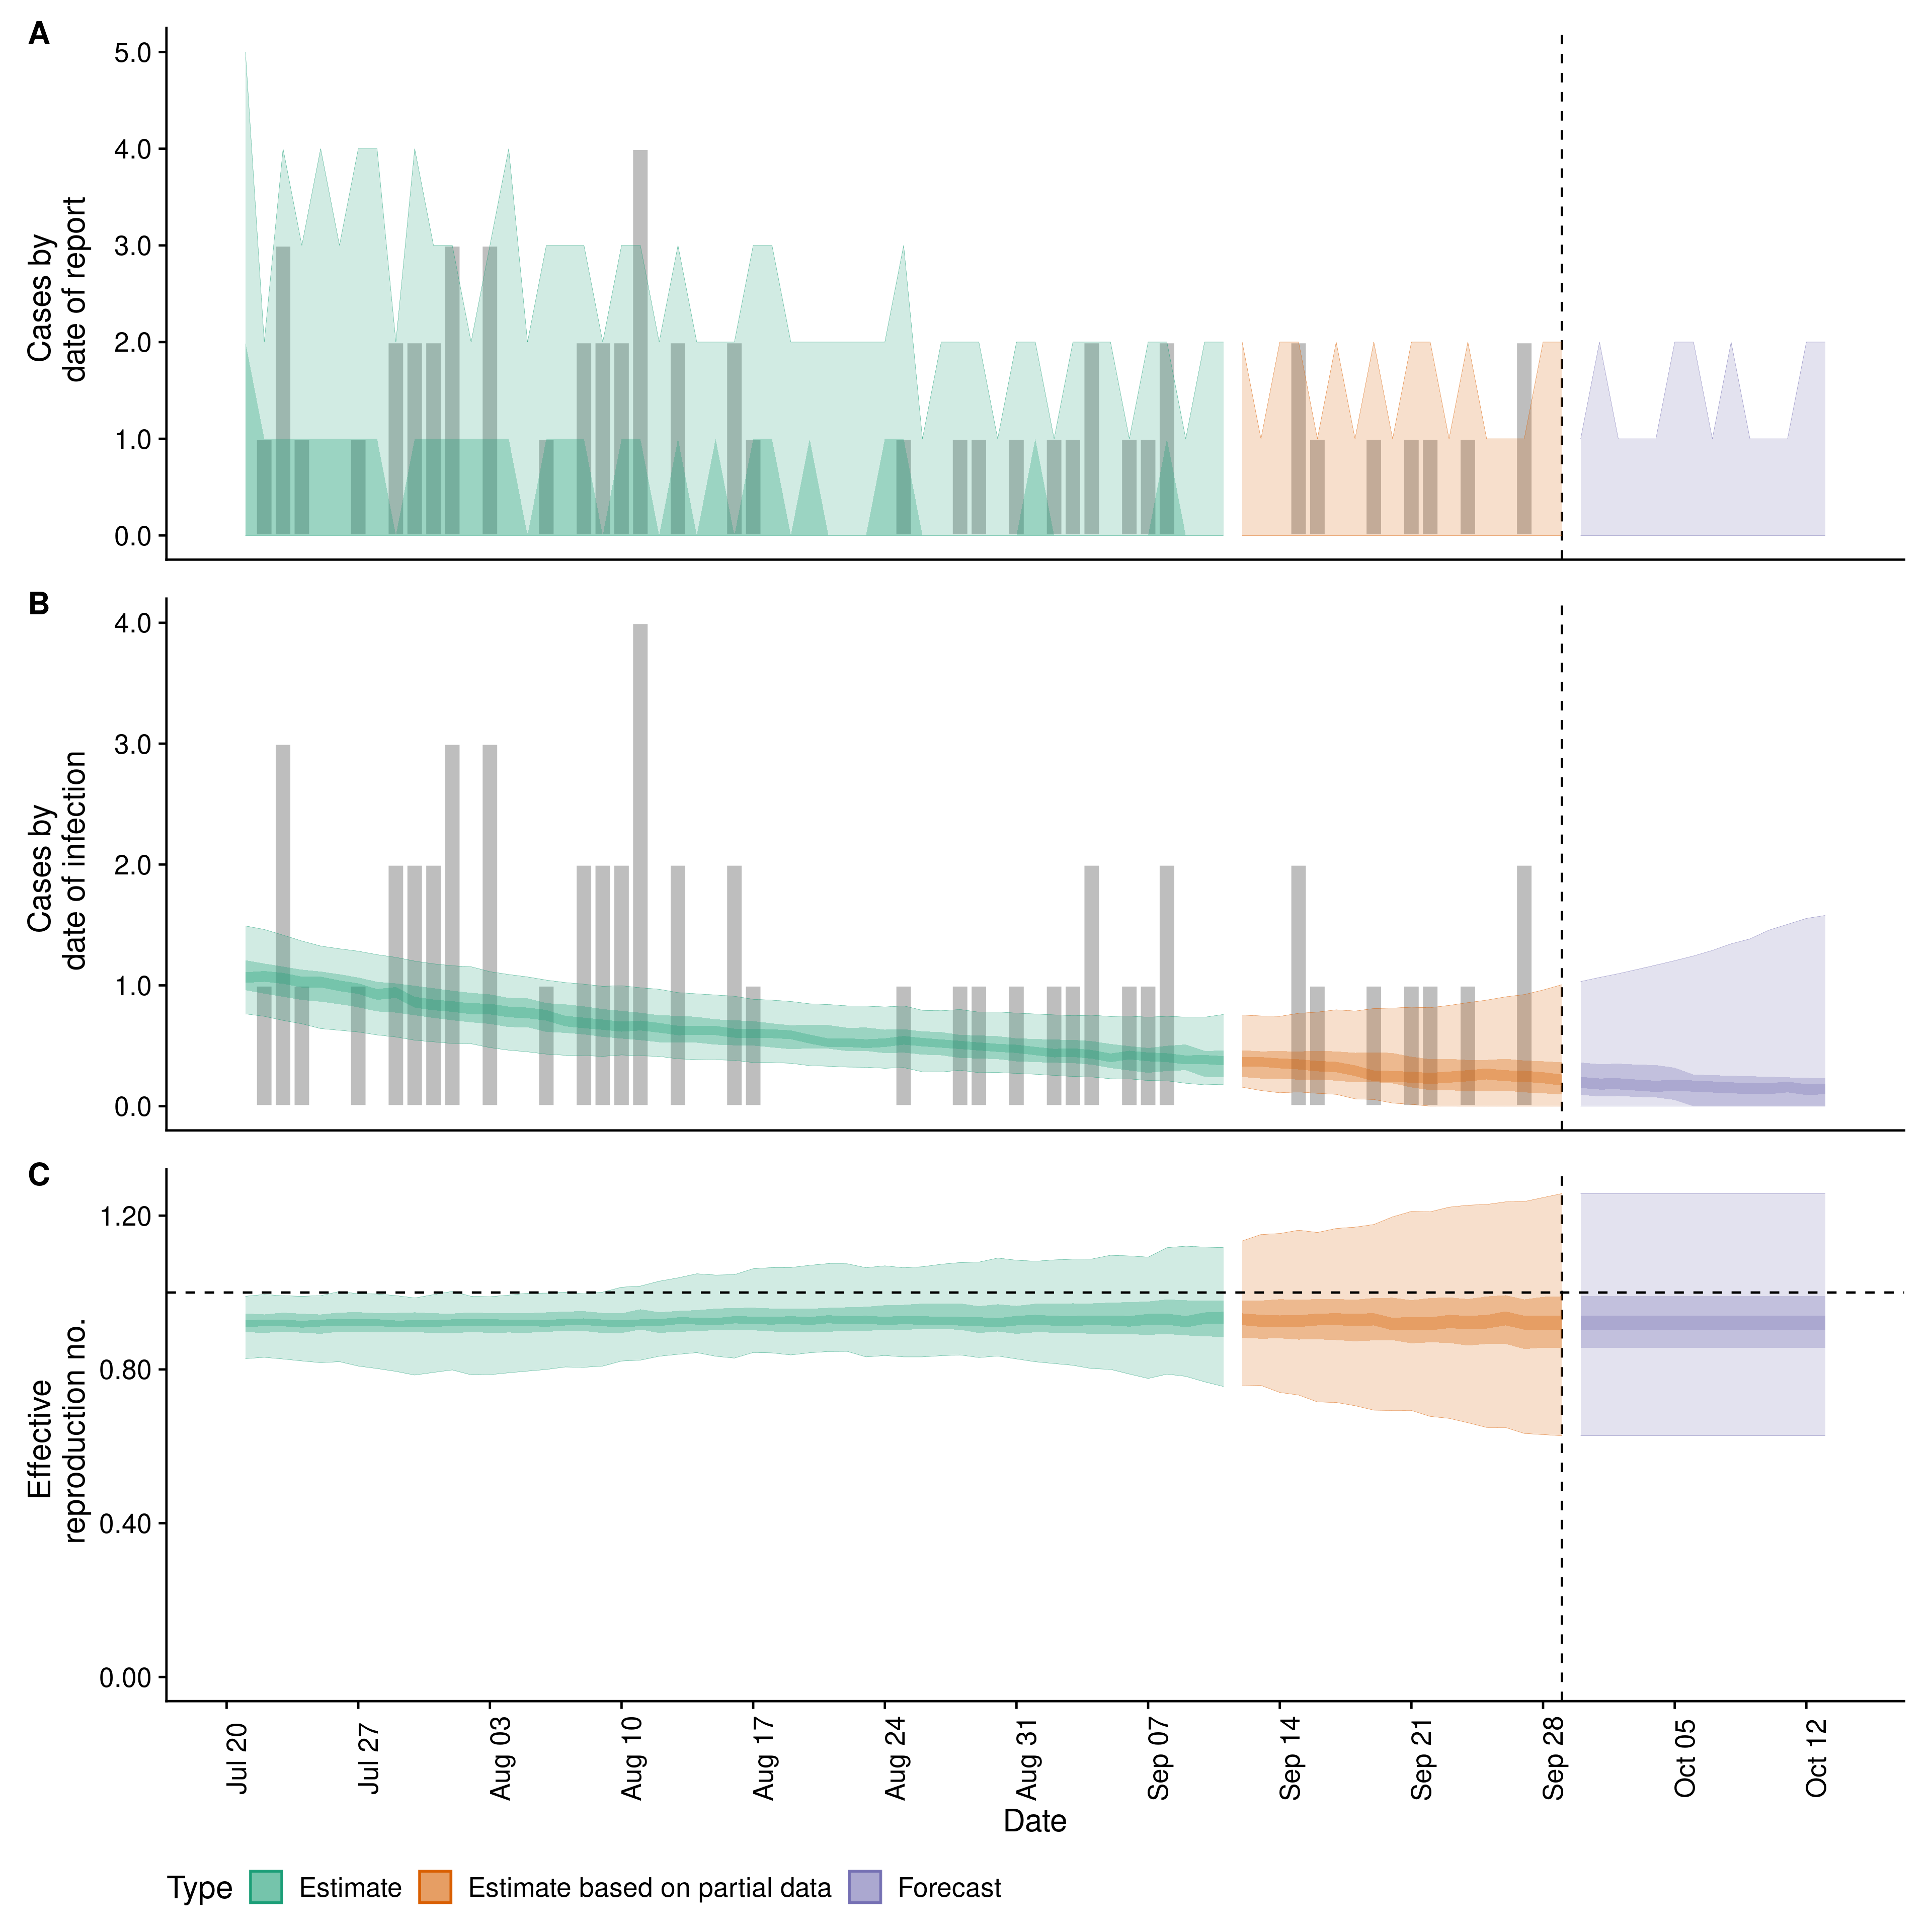 A
Cases by
date of report
5.0
4.0
3.0
2.0
1.0
0.0
B
Cases by
date of infection
4.0
3.0
2.0
1.0
0.0
C
Effective
reproduction no.
1.20
0.80
0.40
0.00
Jul 20
Jul 27
Aug 03
Aug 10
Aug 17
Aug 24
Aug 31
Sep 07
Sep 14
Sep 21
Sep 28
Oct 05
Oct 12
Date
Type Estimate Estimate based on partial data Forecast